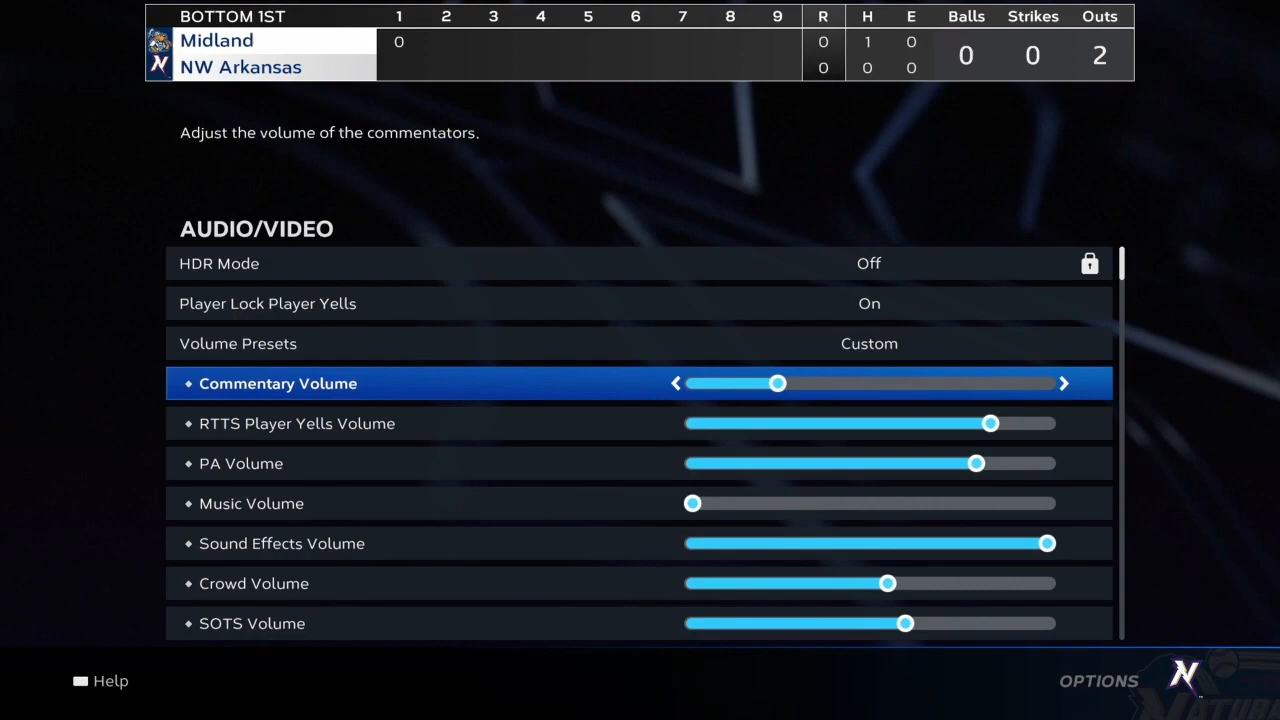 BOTTOM 1ST 1 2 3 4 5 6 7 8 9 R H E Balls Strikes Outs
Midland 0 0 1 0
NW Arkansas 0 0 0
0 0 2
Adjust the volume of the commentators.
AUDIO/VIDEO
HDR Mode Off
Player Lock Player Yells On
Volume Presets Custom
Commentary Volume
RTTS Player Yells Volume
PA Volume
Music Volume
Sound Effects Volume
Crowd Volume
SOTS Volume
Help OPTIONS N